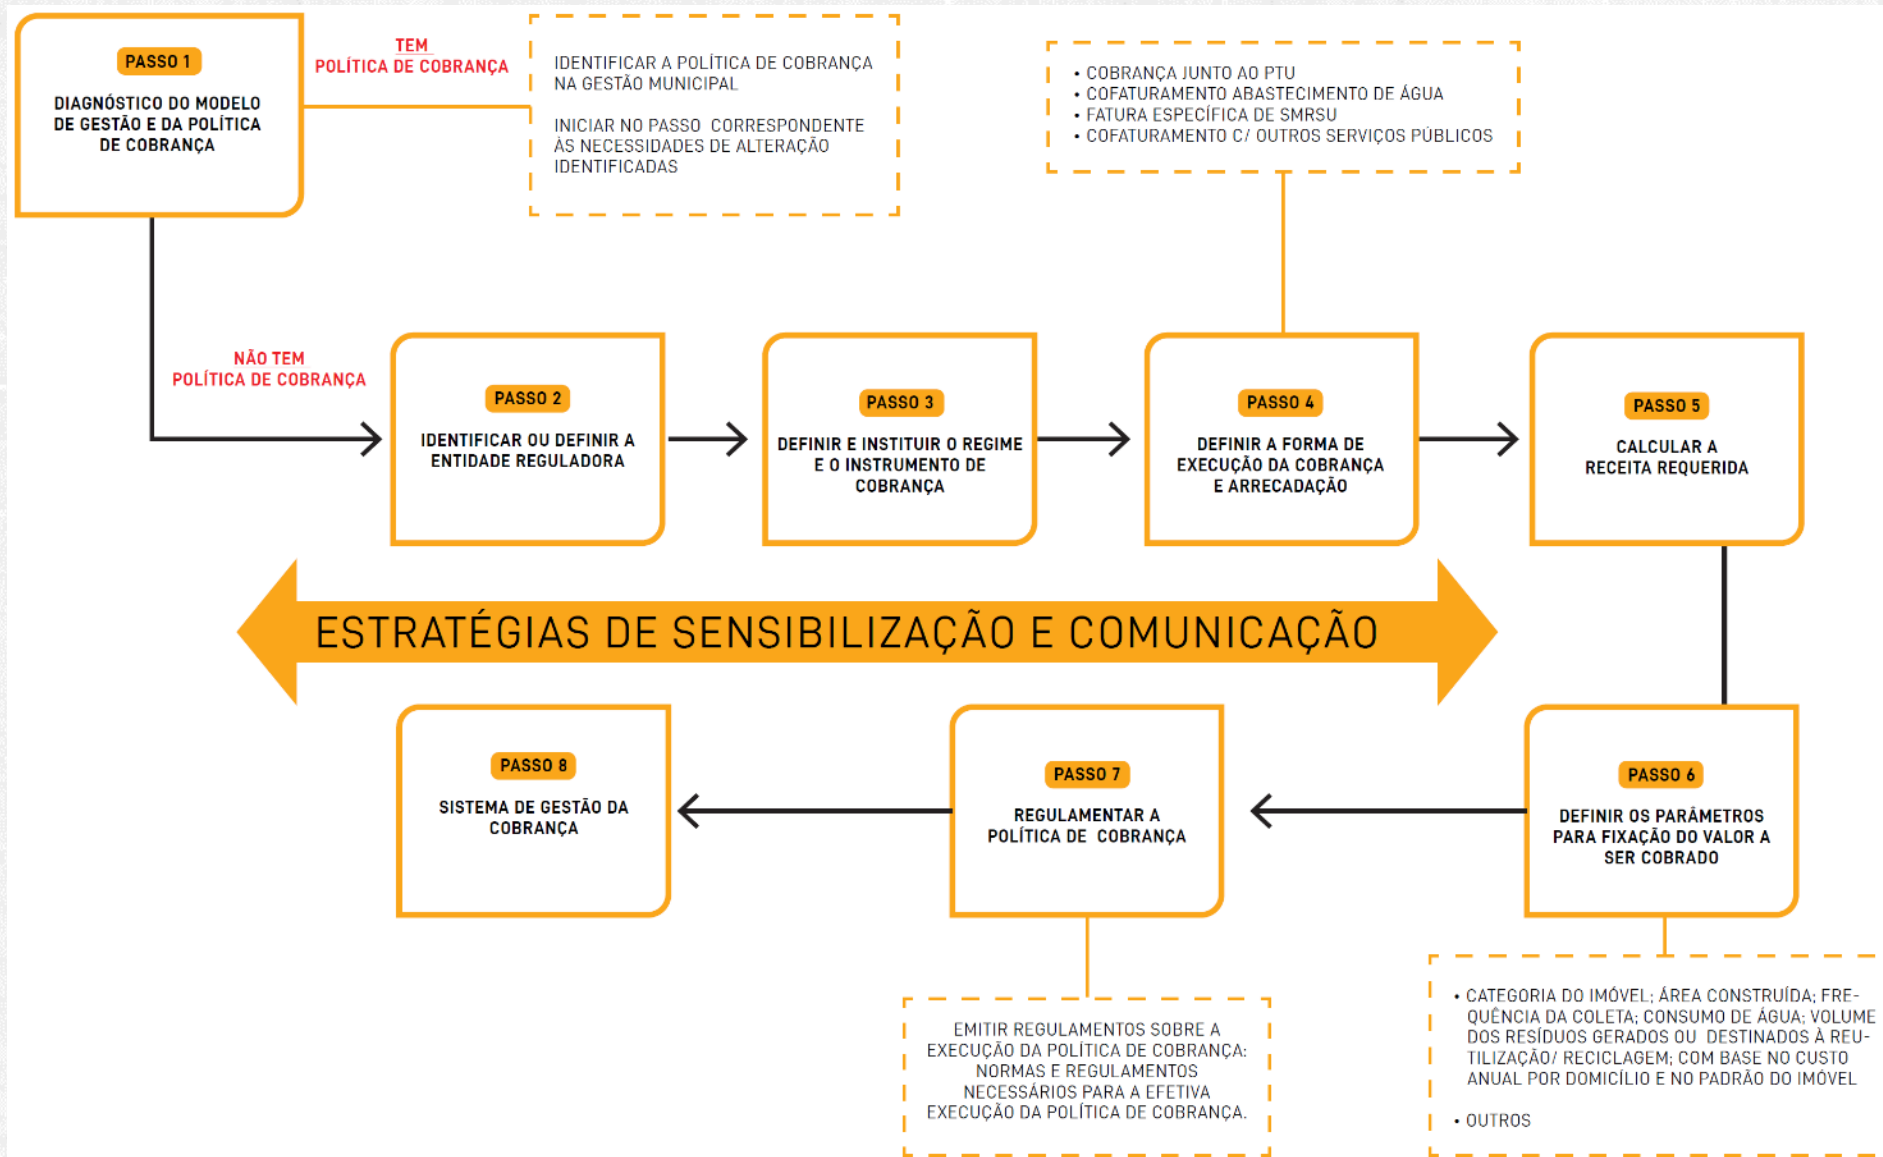 PASSO 1
DIAGNÓSTICO DO MODELO
DE GESTÃO E DA POLÍTICA
DE COBRANÇA
TEM
POLÍTICA DE COBRANÇA
IDENTIFICAR A POLÍTICA DE COBRANÇA
NA GESTÃO MUNICIPAL
INICIAR NO PASSO CORRESPONDENTE
ÀS NECESSIDADES DE ALTERAÇÃO
IDENTIFICADAS
• COBRANÇA JUNTO AO PTU
• COFATURAMENTO ABASTECIMENTO DE ÁGUA
• FATURA ESPECÍFICA DE SMRSU
• COFATURAMENTO C/ OUTROS SERVIÇOS PÚBLICOS
NÃO TEM
POLÍTICA DE COBRANÇA
PASSO 2
IDENTIFICAR OU DEFINIR A
ENTIDADE REGULADORA
PASSO 3
DEFINIR E INSTITUIR O REGIME
E O INSTRUMENTO DE
COBRANÇA
PASSO 4
DEFINIR A FORMA DE
EXECUÇÃO DA COBRANÇA
E ARRECADAÇÃO
PASSO 5
CALCULAR A
RECEITA REQUERIDA
ESTRATÉGIAS DE SENSIBILIZAÇÃO E COMUNICAÇÃO
PASSO 8
SISTEMA DE GESTÃO DA
COBRANÇA
PASSO 7
REGULAMENTAR A
POLÍTICA DE COBRANÇA
PASSO 6
DEFINIR OS PARÂMETROS
PARA FIXAÇÃO DO VALOR A
SER COBRADO
EMITIR REGULAMENTOS SOBRE A
EXECUÇÃO DA POLÍTICA DE COBRANÇA:
NORMAS E REGULAMENTOS
NECESSÁRIOS PARA A EFETIVA
EXECUÇÃO DA POLÍTICA DE COBRANÇA.
• CATEGORIA DO IMÓVEL; ÁREA CONSTRUÍDA; FRE-
QUÊNCIA DA COLETA; CONSUMO DE ÁGUA; VOLUME
DOS RESÍDUOS GERADOS OU DESTINADOS À REU-
TILIZAÇÃO/ RECICLAGEM; COM BASE NO CUSTO
ANUAL POR DOMICÍLIO E NO PADRÃO DO IMÓVEL
• OUTROS